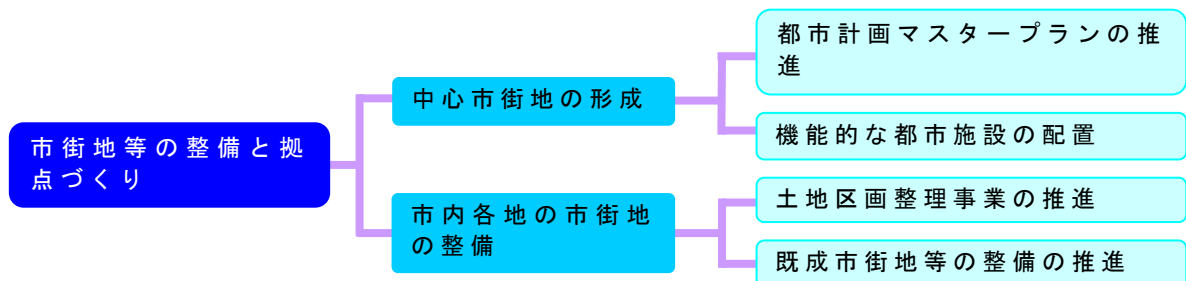 市街地等の整備と拠
点づくり
中心市街地の形成
市内各地の市街地
の整備
都市計画マスタープランの推
進
機能的な都市施設の配置
土地区画整理事業の推進
既成市街地等の整備の推進